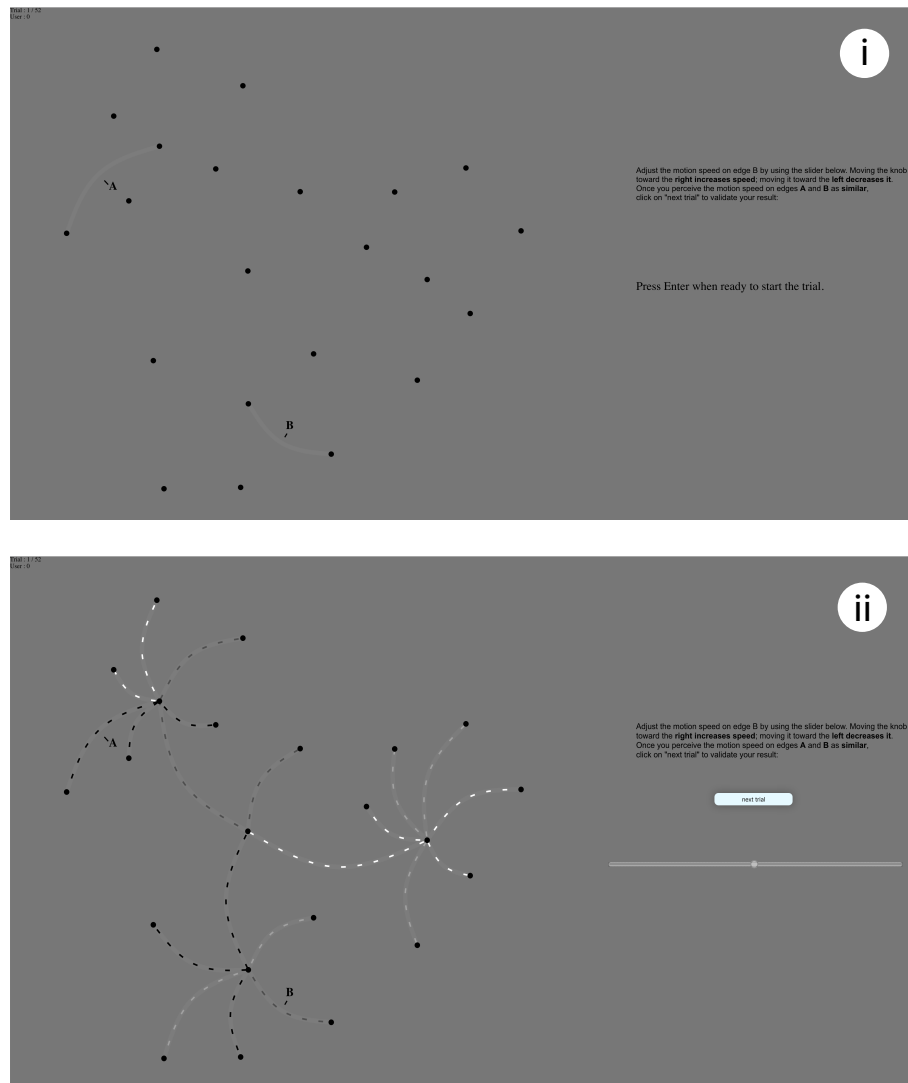 Trial : 1 / 52
User : 0
i
A
Adjust the motion speed on edge B by using the slider below. Moving the knob
toward the right increases speed; moving it toward the left decreases it.
Once you perceive the motion speed on edges A and B as similar,
click on "next trial" to validate your result:
Press Enter when ready to start the trial.
B
Trial : 1 / 52
User : 0
ii
A
Adjust the motion speed on edge B by using the slider below. Moving the knob
toward the right increases speed; moving it toward the left decreases it.
Once you perceive the motion speed on edges A and B as similar,
click on "next trial" to validate your result:
next trial
B